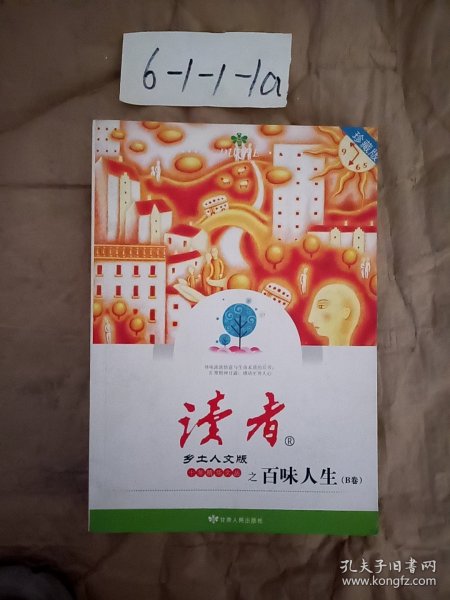 6-1-1-1a
珍藏版
读者®
乡土人文版
之百味人生(B卷)
甘肃人民出版社
孔夫子旧书网
www.kongfz.com